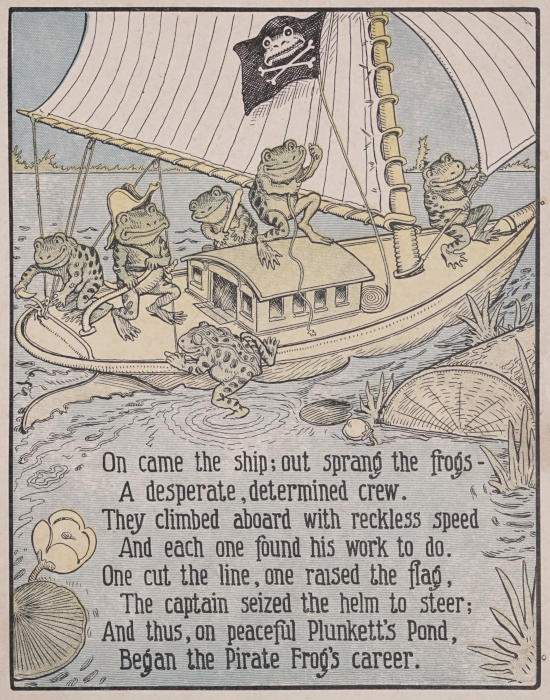 On came the ship; out sprang the frogs -
A desperate, determined crew.
They climbed aboard with reckless speed
And each one found his work to do.
One cut the line, one raised the flag,
The captain seized the helm to steer;
And thus, on peaceful Plunkett's Pond,
Began the Pirate Frog's career.